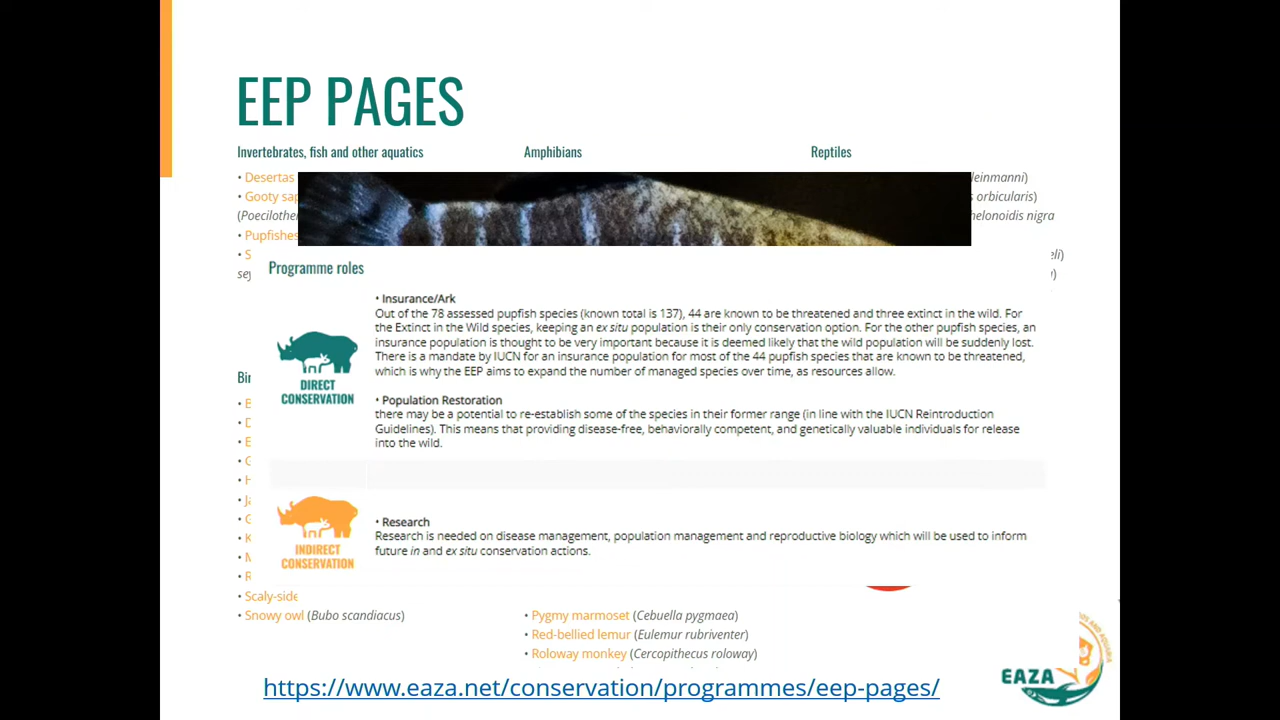 EEP PAGES
Invertebrates, fish and other aquatics
Amphibians
Reptiles
• Desertas
• Gooty
(
• Pupfishes
orbicularis)
nigra
Programme roles
• Insurance/Ark
Out of the 78 assessed pupfish species (known total is 137), 44 are known to be threatened and three extinct in the wild. For
the Extinct in the Wild species, keeping an ex situ population is their only conservation option. For the other pupfish species, an
insurance population is thought to be very important because it is deemed likely that the wild population will be suddenly lost.
There is a mandate by IUCN for an insurance population for most of the 44 pupfish species that are known to be threatened,
which is why the EEP aims to expand the number of managed species over time, as resources allow.
DIRECT
CONSERVATION
• Population Restoration
there may be a potential to re-establish some of the species in their former range (in line with the IUCN Reintroduction
Guidelines). This means that providing disease-free, behaviorally competent, and genetically valuable individuals for release
into the wild.
• Research
Research is needed on disease management, population management and reproductive biology which will be used to inform
future in and ex situ conservation actions.
INDIRECT
CONSERVATION
• Scaly-side
• Snowy owl (Bubo scandiacus)
• Pygmy marmoset (Cebuella pygmaea)
• Red-bellied lemur (Eulemur rubriventer)
• Roloway monkey (Cercopithecus roloway)
https://www.eaza.net/conservation/programmes/eep-pages/
EAZA